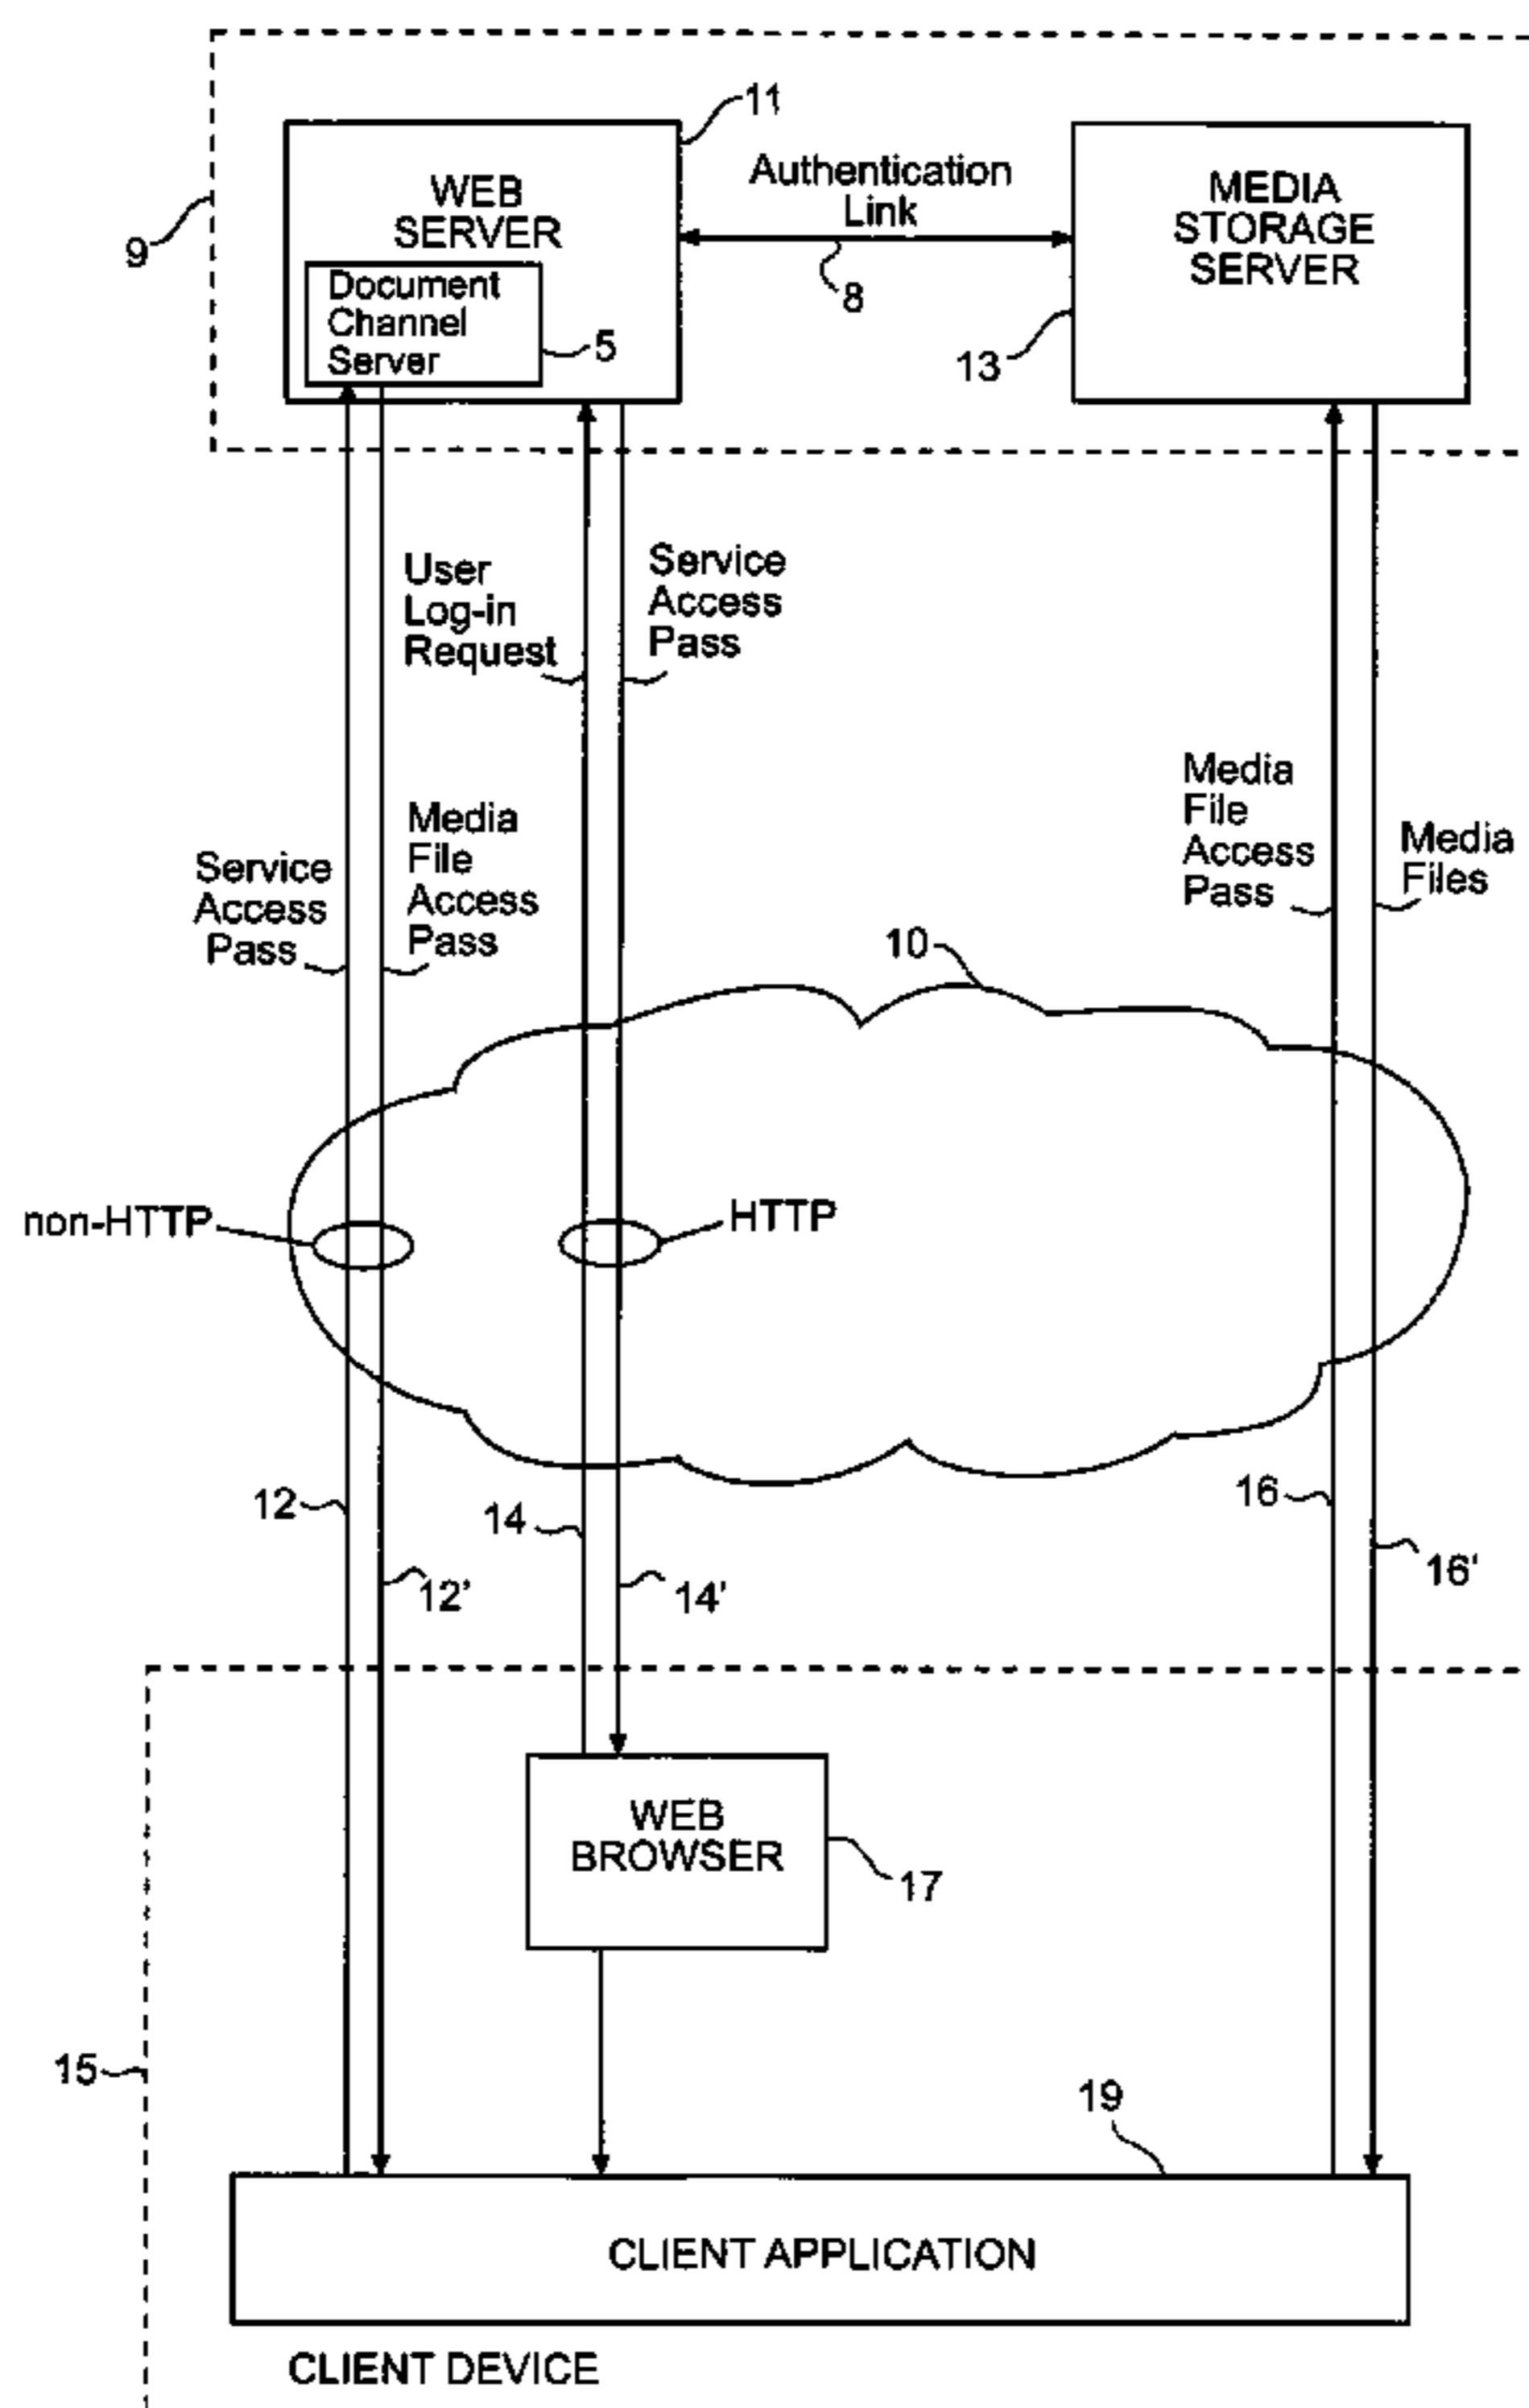 11
WEB
SERVER
Document
Channel
Server
5
Authentication
Link
8
MEDIA
STORAGE
SERVER
13
9
User
Log-in
Request
Service
Access
Pass
Service
Access
Pass
Media
File
Access
Pass
Media
File
Access
Pass
Media
Files
10
non-HTTP
HTTP
12
12'
14
14'
16
16'
WEB
BROWSER
17
15
19
CLIENT APPLICATION
CLIENT DEVICE